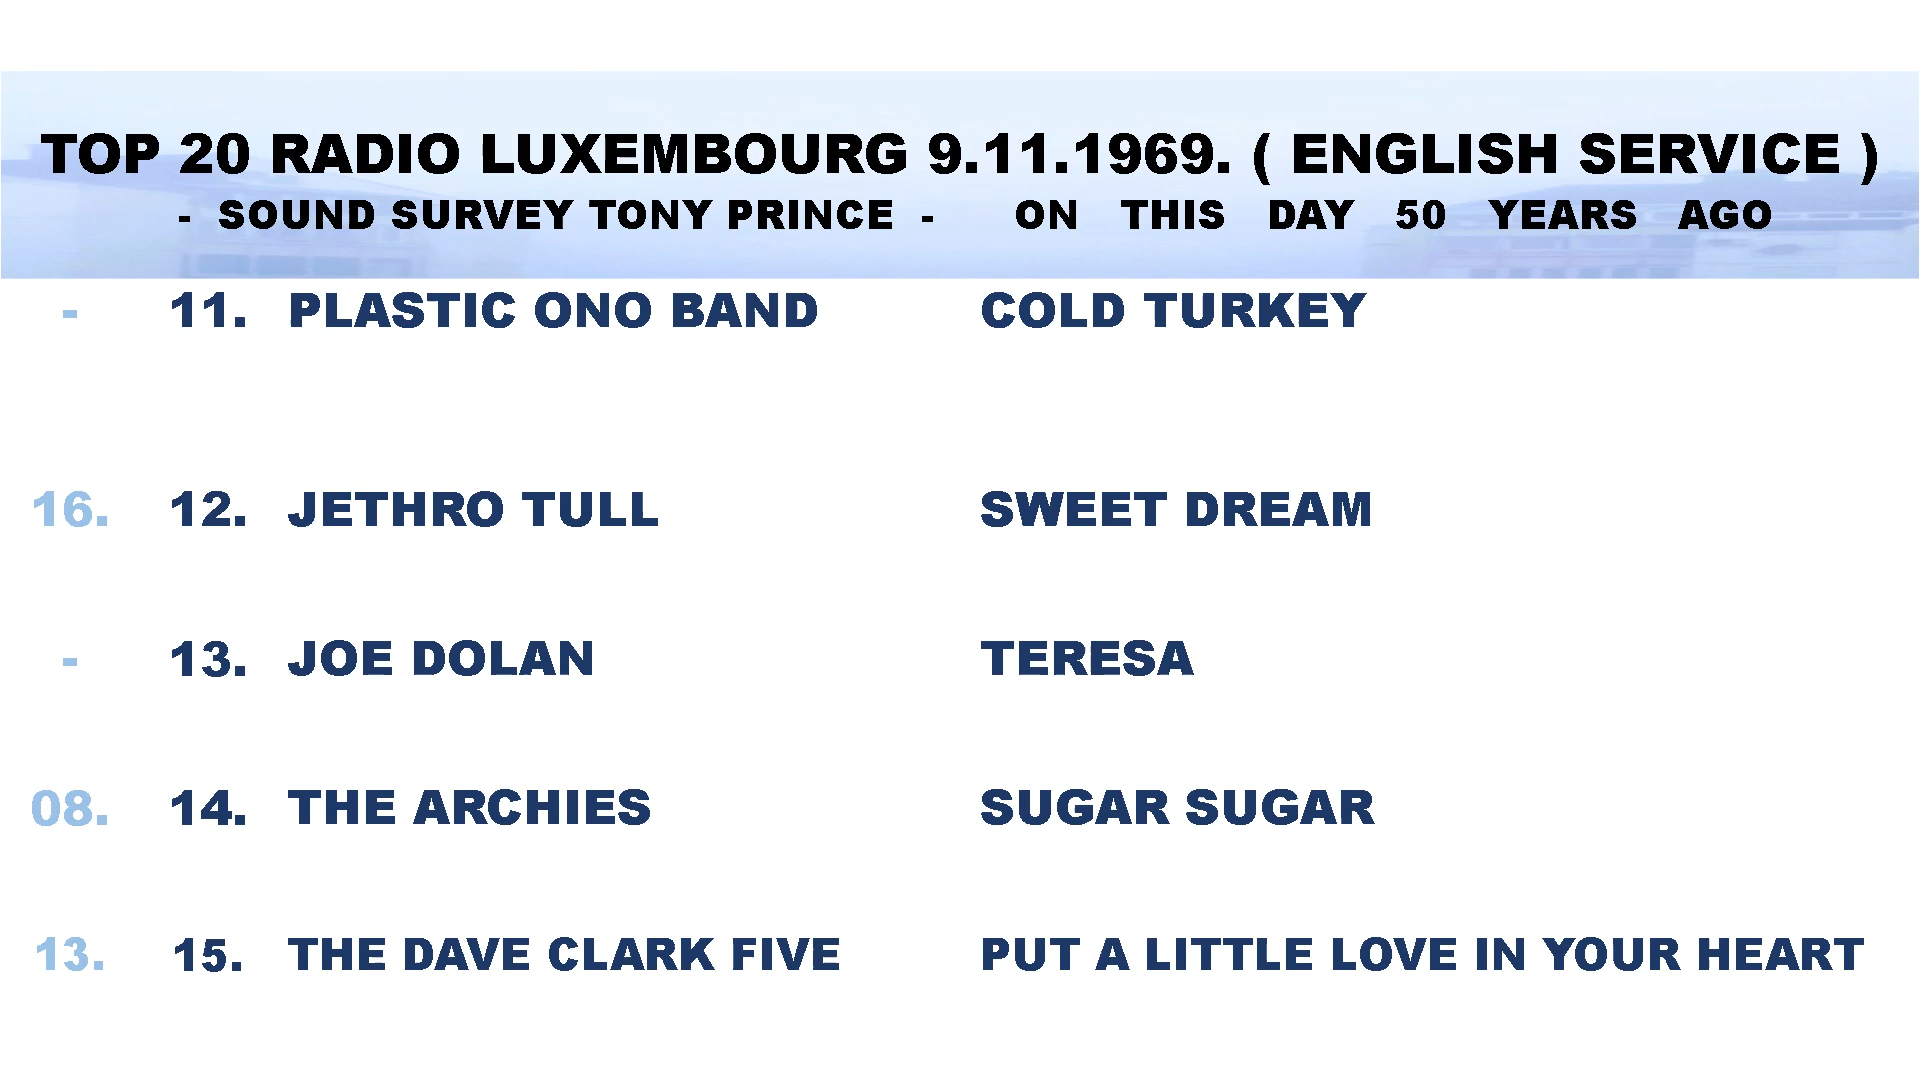 TOP 20 RADIO LUXEMBOURG 9.11.1969. ( ENGLISH SERVICE )
- SOUND SURVEY TONY PRINCE - ON THIS DAY 50 YEARS AGO
- 11. PLASTIC ONO BAND COLD TURKEY
16. 12. JETHRO TULL SWEET DREAM
- 13. JOE DOLAN TERESA
08. 14. THE ARCHIES SUGAR SUGAR
13. 15. THE DAVE CLARK FIVE PUT A LITTLE LOVE IN YOUR HEART